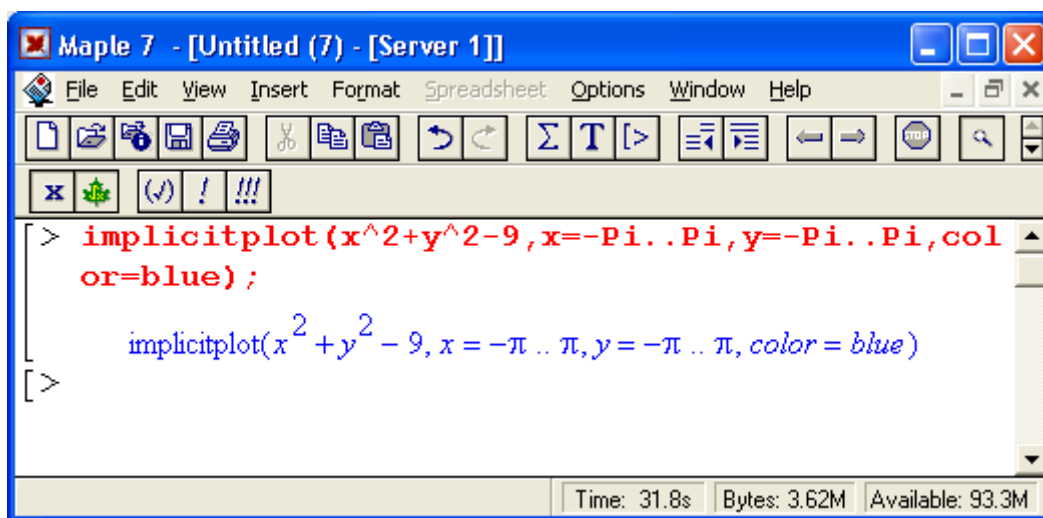 Maple 7 - [Untitled (7) - [Server 1]]
File Edit View Insert Format Spreadsheet Options Window Help
Σ T [>
STOP
x (√) ! !!!
[> implicitplot(x^2+y^2-9,x=-Pi..Pi,y=-Pi..Pi,col
or=blue);
implicitplot(x² + y² − 9, x = −π .. π, y = −π .. π, color = blue)
[>
Time: 31.8s Bytes: 3.62M Available: 93.3M